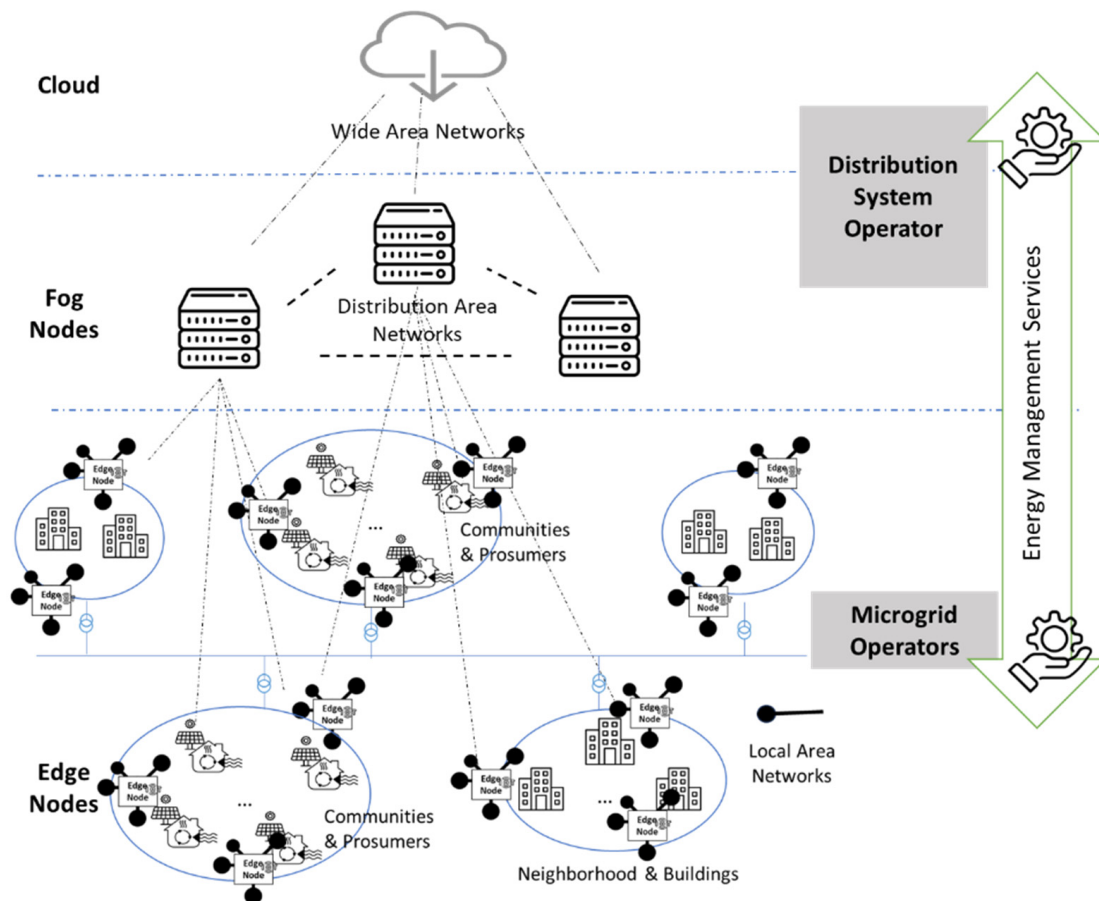 Cloud
Wide Area Networks
Distribution
System
Operator
Fog
Nodes
Distribution Area
Networks
Energy Management Services
Edge
Node
Edge
Node
Edge
Node
Edge
Node
...
Communities
& Prosumers
Edge
Node
Edge
Node
Edge
Node
Microgrid
Operators
Edge
Node
Edge
Node
Edge
Nodes
Edge
Node
Edge
Node
Local Area
Networks
...
Communities
& Prosumers
...
Edge
Node
Edge
Node
Neighborhood & Buildings